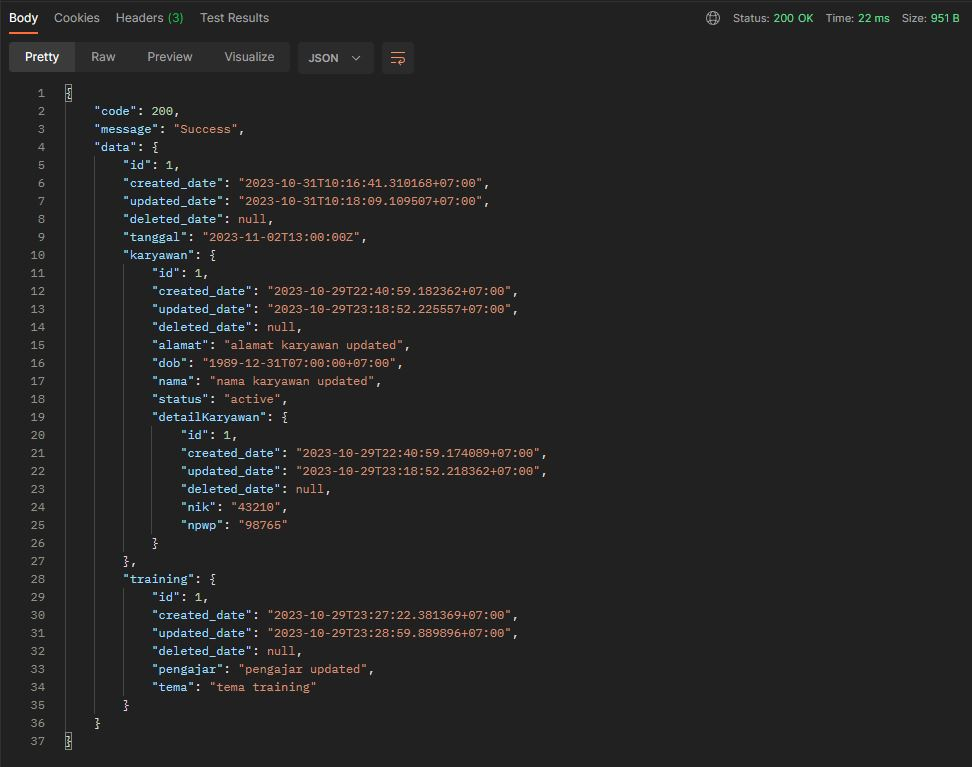 Body Cookies Headers (3) Test Results Status: 200 OK Time: 22 ms Size: 951 B
Pretty Raw Preview Visualize JSON
1 {
2 "code": 200,
3 "message": "Success",
4 "data": {
5 "id": 1,
6 "created_date": "2023-10-31T10:16:41.310168+07:00",
7 "updated_date": "2023-10-31T10:18:09.109507+07:00",
8 "deleted_date": null,
9 "tanggal": "2023-11-02T13:00:00Z",
10 "karyawan": {
11 "id": 1,
12 "created_date": "2023-10-29T22:40:59.182362+07:00",
13 "updated_date": "2023-10-29T23:18:52.225557+07:00",
14 "deleted_date": null,
15 "alamat": "alamat karyawan updated",
16 "dob": "1989-12-31T07:00:00+07:00",
17 "nama": "nama karyawan updated",
18 "status": "active",
19 "detailKaryawan": {
20 "id": 1,
21 "created_date": "2023-10-29T22:40:59.174089+07:00",
22 "updated_date": "2023-10-29T23:18:52.218362+07:00",
23 "deleted_date": null,
24 "nik": "43210",
25 "npwp": "98765"
26 }
27 },
28 "training": {
29 "id": 1,
30 "created_date": "2023-10-29T23:27:22.381369+07:00",
31 "updated_date": "2023-10-29T23:28:59.889896+07:00",
32 "deleted_date": null,
33 "pengajar": "pengajar updated",
34 "tema": "tema training"
35 }
36 }
37 }